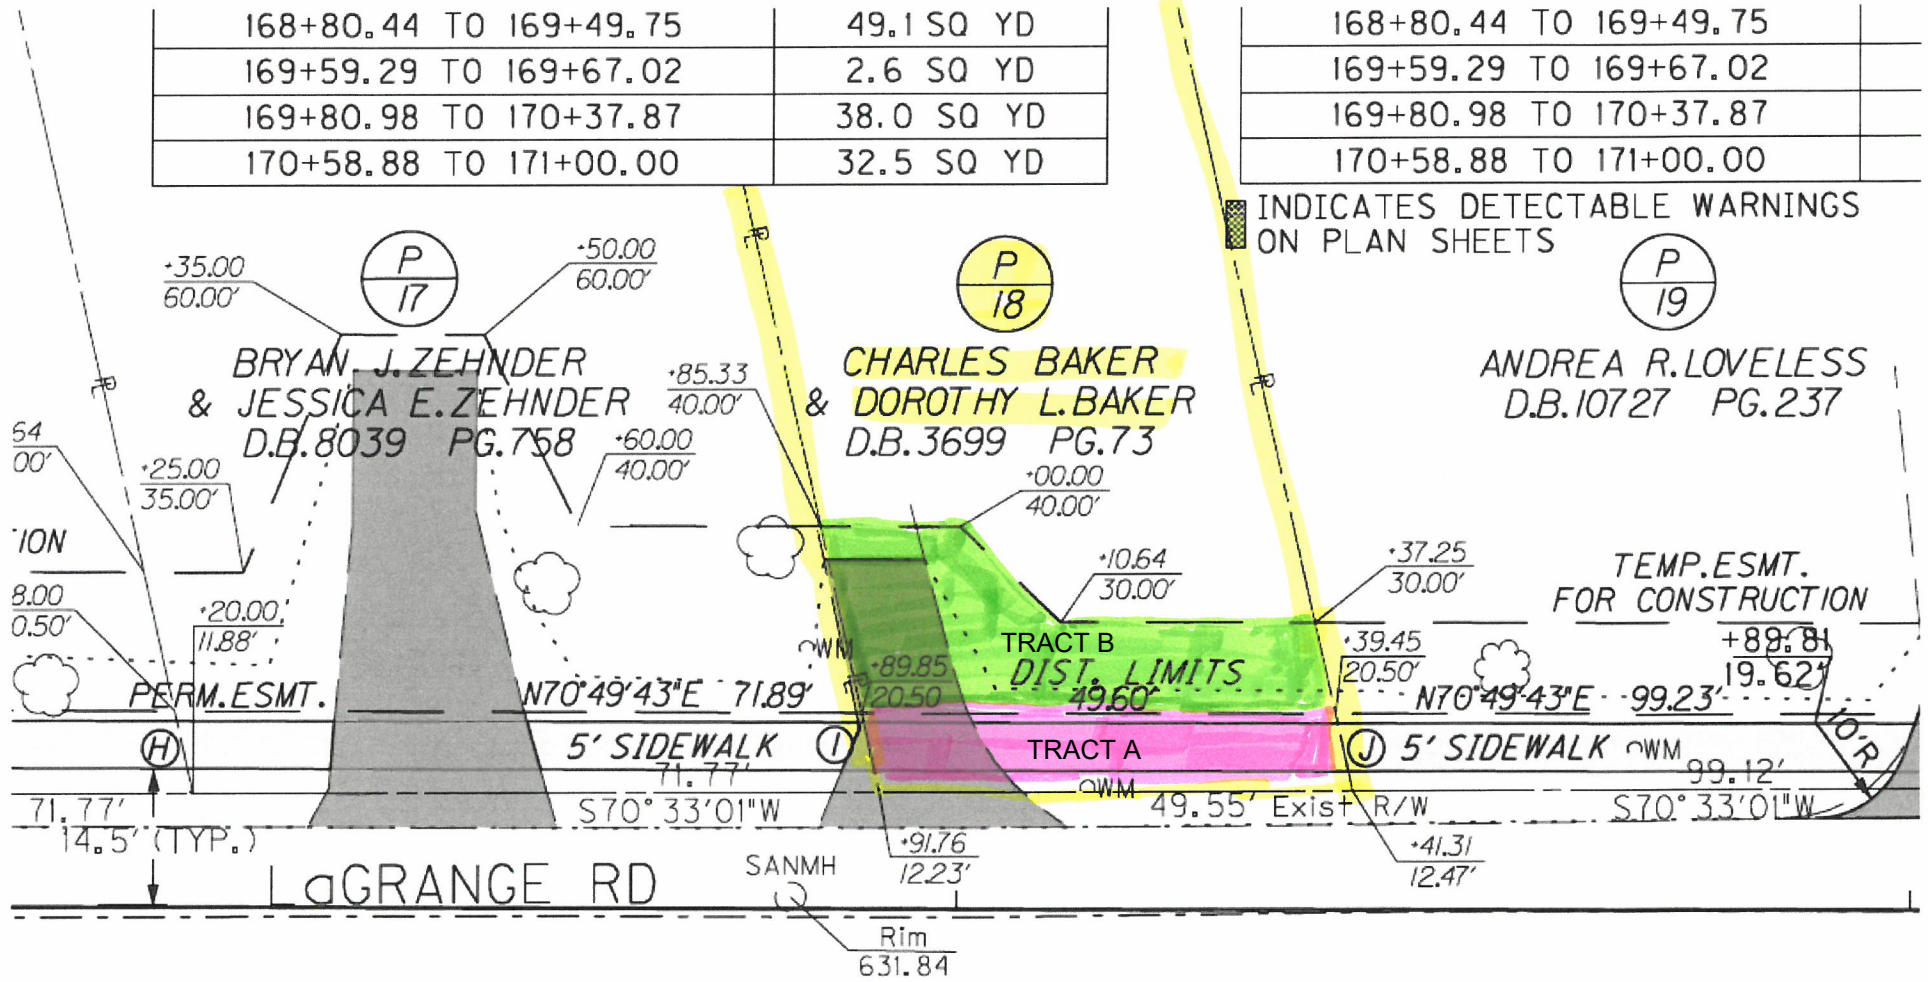 168+80.44 TO 169+49.75 49.1 SQ YD
169+59.29 TO 169+67.02 2.6 SQ YD
169+80.98 TO 170+37.87 38.0 SQ YD
170+58.88 TO 171+00.00 32.5 SQ YD
168+80.44 TO 169+49.75
169+59.29 TO 169+67.02
169+80.98 TO 170+37.87
170+58.88 TO 171+00.00
INDICATES DETECTABLE WARNINGS
ON PLAN SHEETS
+35.00
60.00'
P
17
+50.00
60.00'
BRYAN J. ZEHNDER
& JESSICA E. ZEHNDER
D.B. 8039 PG. 758
P
18
CHARLES BAKER
& DOROTHY L. BAKER
D.B. 3699 PG. 73
P
19
ANDREA R. LOVELESS
D.B. 10727 PG. 237
+85.33
40.00'
54
00'
+25.00
35.00'
+60.00
40.00'
+00.00
40.00'
ION
+10.64
30.00'
+37.25
30.00'
TEMP. ESMT.
FOR CONSTRUCTION
8.00
0.50'
+20.00
11.88'
WM
TRACT B
DIST. LIMITS
+89.85
20.50
+39.45
20.50'
+89.81
19.62'
PERM. ESMT.
N70°49'43"E 71.89'
49.60'
N70°49'43"E 99.23'
H
5' SIDEWALK
I
TRACT A
J
5' SIDEWALK
WM
10'R
71.77'
WM
99.12'
71.77'
S70°33'01"W
49.55' Exist R/W
S70°33'01"W
14.5' (TYP.)
+91.76
12.23'
+41.31
12.47'
LaGRANGE RD
SANMH
Rim
631.84